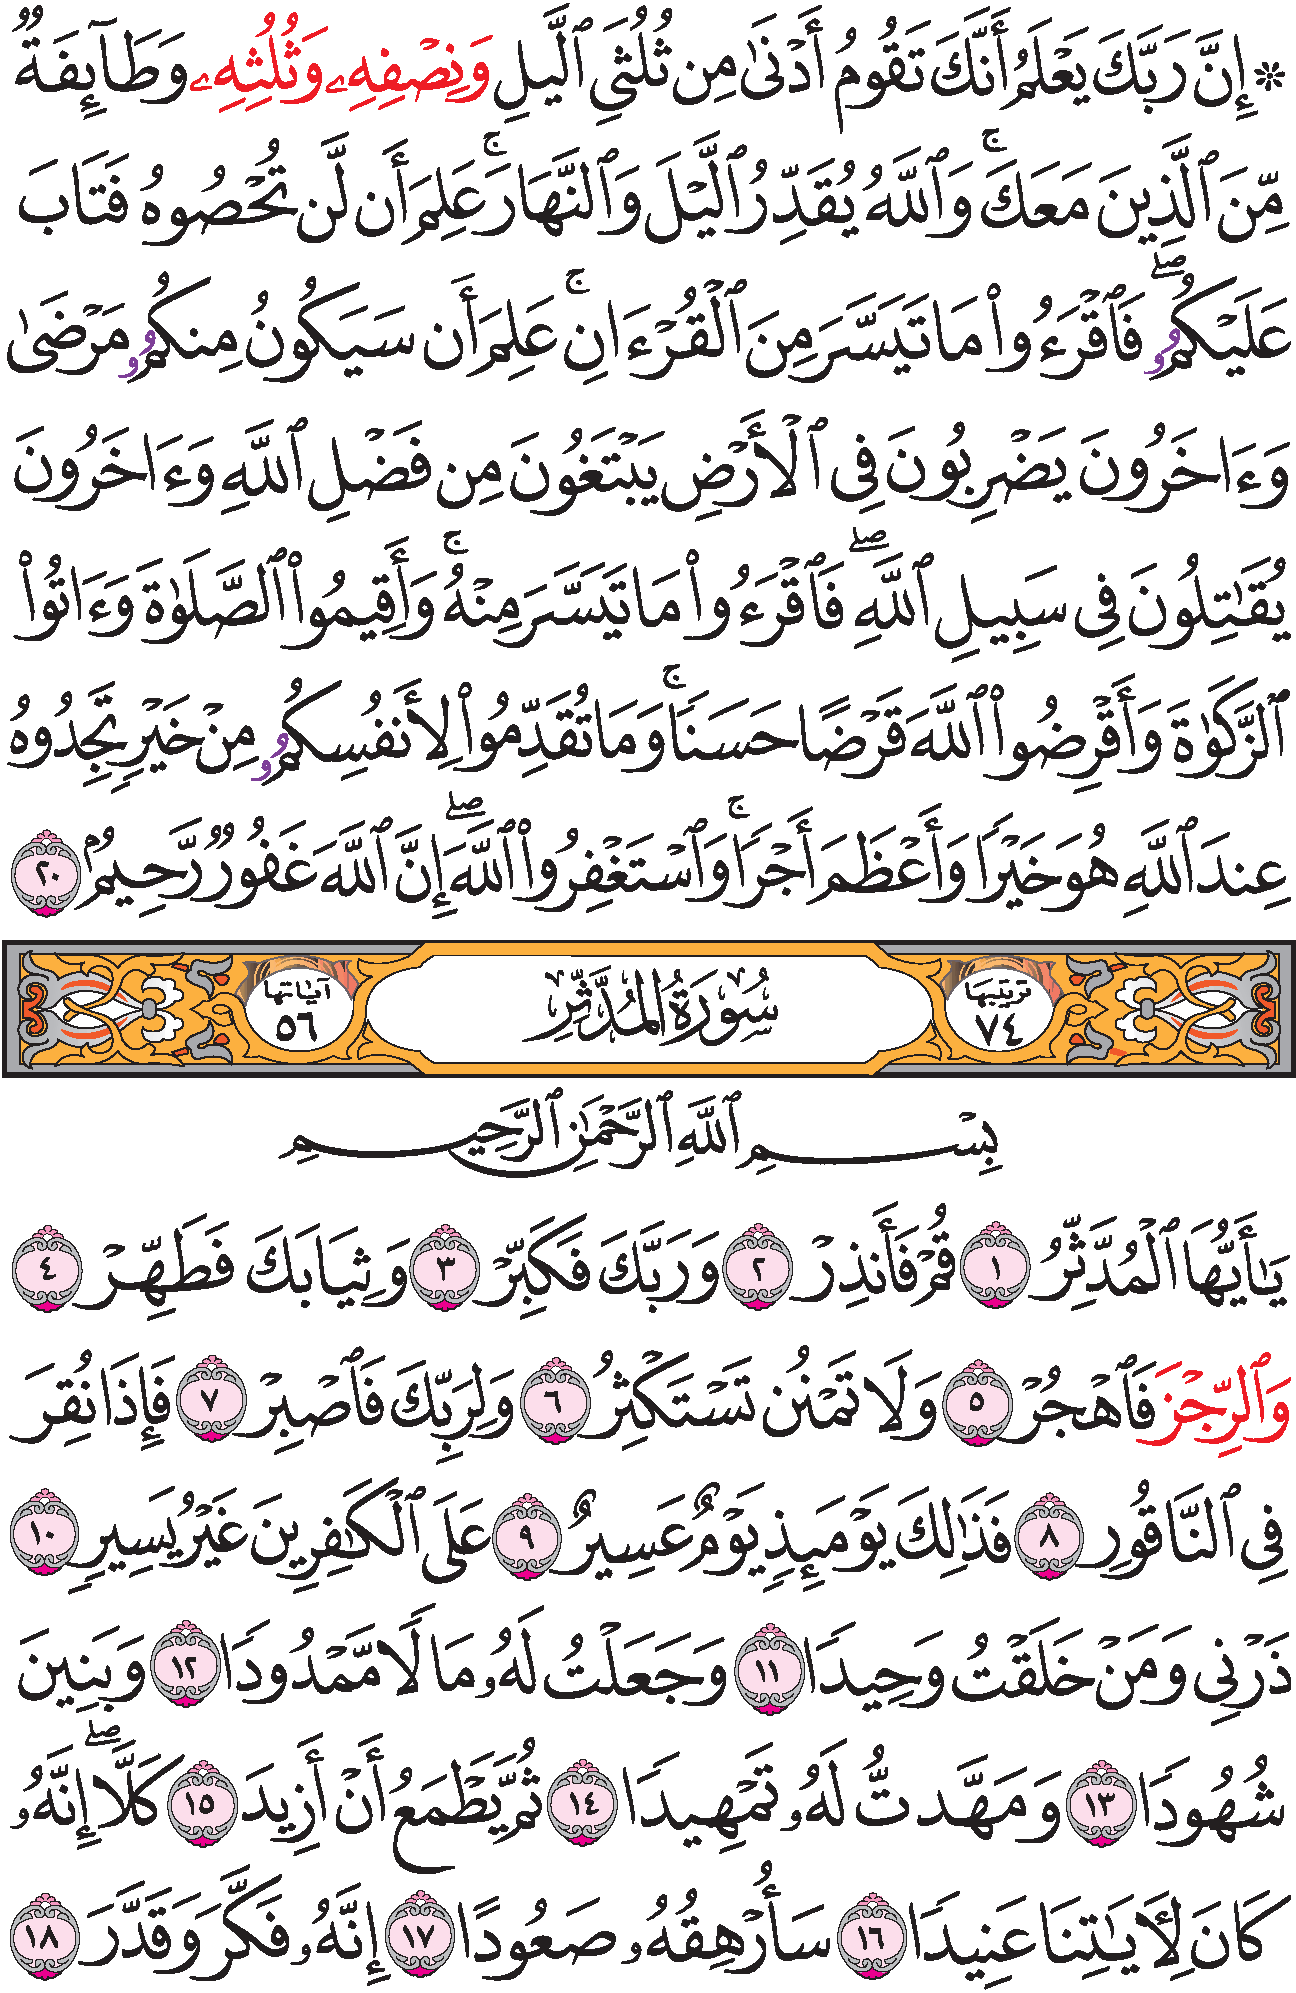 ۞ إِنَّ رَبَّكَ يَعْلَمُ أَنَّكَ تَقُومُ أَدْنَىٰ مِن ثُلُثَيِ ٱلَّيْلِ وَنِصْفِهِۦ وَثُلُثِهِۦ وَطَآئِفَةٌ
مِّنَ ٱلَّذِينَ مَعَكَۚ وَٱللَّهُ يُقَدِّرُ ٱلَّيْلَ وَٱلنَّهَارَۚ عَلِمَ أَن لَّن تُحْصُوهُ فَتَابَ
عَلَيْكُمُۥۖ فَٱقْرَءُوا۟ مَا تَيَسَّرَ مِنَ ٱلْقُرْءَانِۚ عَلِمَ أَن سَيَكُونُ مِنكُمُۥ مَرْضَىٰ
وَءَاخَرُونَ يَضْرِبُونَ فِي ٱلْأَرْضِ يَبْتَغُونَ مِن فَضْلِ ٱللَّهِ وَءَاخَرُونَ
يُقَٰتِلُونَ فِي سَبِيلِ ٱللَّهِۖ فَٱقْرَءُوا۟ مَا تَيَسَّرَ مِنْهُۚ وَأَقِيمُوا۟ ٱلصَّلَوٰةَ وَءَاتُوا۟
ٱلزَّكَوٰةَ وَأَقْرِضُوا۟ ٱللَّهَ قَرْضًا حَسَنًاۚ وَمَا تُقَدِّمُوا۟ لِأَنفُسِكُمُۥ مِنْ خَيْرٍ تَجِدُوهُ
عِندَ ٱللَّهِ هُوَ خَيْرًا وَأَعْظَمَ أَجْرًاۚ وَٱسْتَغْفِرُوا۟ ٱللَّهَۖ إِنَّ ٱللَّهَ غَفُورٌ رَّحِيمٌۢ ٢٠
ترتيبها ٧٤ سُورَةُ المُدَّثِّرِ آياتها ٥٦
بِسْمِ ٱللَّهِ ٱلرَّحْمَٰنِ ٱلرَّحِيمِ
يَٰأَيُّهَا ٱلْمُدَّثِّرُ ١ قُمْ فَأَنذِرْ ٢ وَرَبَّكَ فَكَبِّرْ ٣ وَثِيَابَكَ فَطَهِّرْ ٤
وَٱلرِّجْزَ فَٱهْجُرْ ٥ وَلَا تَمْنُن تَسْتَكْثِرُ ٦ وَلِرَبِّكَ فَٱصْبِرْ ٧ فَإِذَا نُقِرَ
فِي ٱلنَّاقُورِ ٨ فَذَٰلِكَ يَوْمَئِذٍ يَوْمٌ عَسِيرٌ ٩ عَلَى ٱلْكَٰفِرِينَ غَيْرُ يَسِيرٍ ١٠
ذَرْنِي وَمَنْ خَلَقْتُ وَحِيدًا ١١ وَجَعَلْتُ لَهُۥ مَا لًا مَّمْدُودًا ١٢ وَبَنِينَ
شُهُودًا ١٣ وَمَهَّدتُّ لَهُۥ تَمْهِيدًا ١٤ ثُمَّ يَطْمَعُ أَنْ أَزِيدَ ١٥ كَلَّاۖ إِنَّهُۥ
كَانَ لِأٓيَٰتِنَا عَنِيدًا ١٦ سَأُرْهِقُهُۥ صَعُودًا ١٧ إِنَّهُۥ فَكَّرَ وَقَدَّرَ ١٨